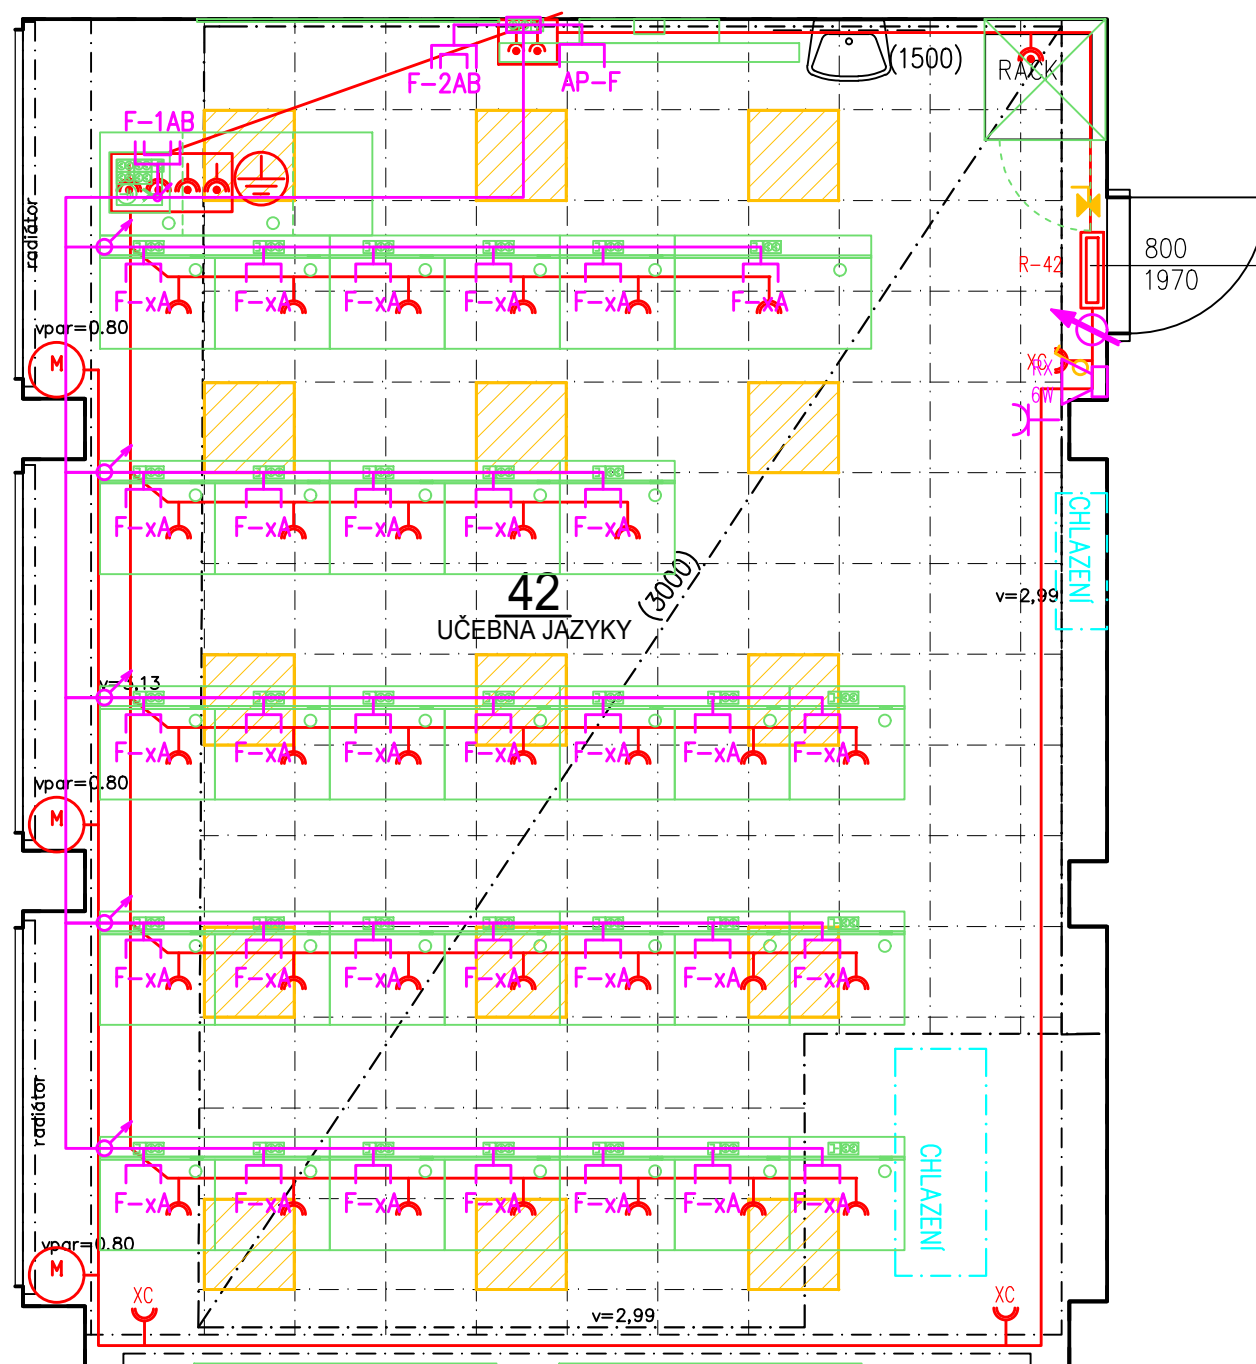 F-2AB
AP-F
(1500)
RACK
F-1AB
radiátor
800
1970
R-42
F-xA
F-xA
F-xA
F-xA
F-xA
F-xA
vpar=0.80
M
XC
RX
6W
F-xA
F-xA
F-xA
F-xA
F-xA
CHLAZENÍ
(3000)
42
UČEBNA JAZYKY
v=2,99
v=3,13
F-xA
F-xA
F-xA
F-xA
F-xA
F-xA
F-xA
vpar=0.80
M
F-xA
F-xA
F-xA
F-xA
F-xA
F-xA
F-xA
radiátor
CHLAZENÍ
F-xA
F-xA
F-xA
F-xA
F-xA
F-xA
F-xA
vpar=0.80
M
XC
XC
v=2,99